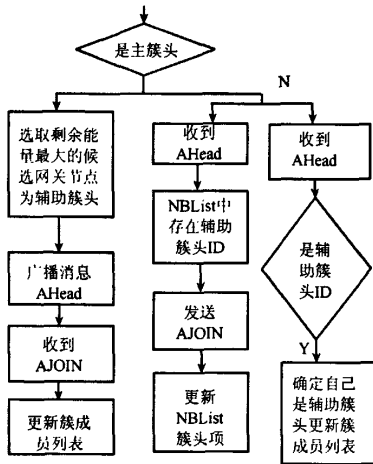 是主簇头
N
选取剩余能
量最大的候
选网关节点
为辅助簇头
广播消息
AHead
收到
AJOIN
更新簇成
员列表
收到
AHead
NBList中
存在辅助
簇头ID
发送
AJOIN
更新
NBList
簇头项
收到
AHead
是辅
助簇
头ID
Y
确定自己
是辅助簇
头更新簇
成员列表